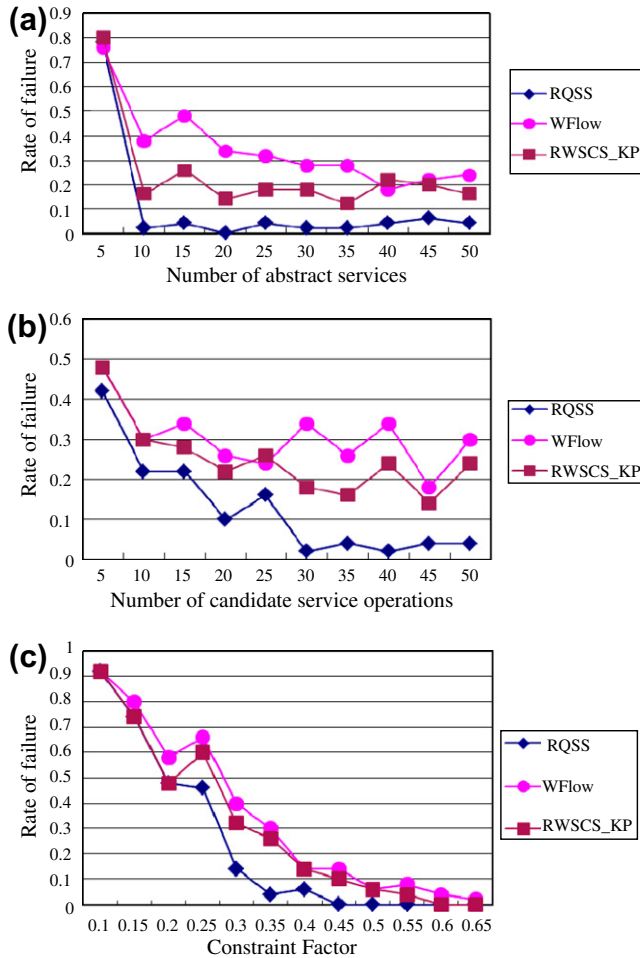 (a)
Rate of failure
0.9
0.8
0.7
0.6
0.5
0.4
0.3
0.2
0.1
0
5 10 15 20 25 30 35 40 45 50
Number of abstract services
RQSS
WFlow
RWSCS_KP
(b)
Rate of failure
0.6
0.5
0.4
0.3
0.2
0.1
0
5 10 15 20 25 30 35 40 45 50
Number of candidate service operations
RQSS
WFlow
RWSCS_KP
(c)
Rate of failure
1
0.9
0.8
0.7
0.6
0.5
0.4
0.3
0.2
0.1
0
0.1 0.15 0.2 0.25 0.3 0.35 0.4 0.45 0.5 0.55 0.6 0.65
Constraint Factor
RQSS
WFlow
RWSCS_KP